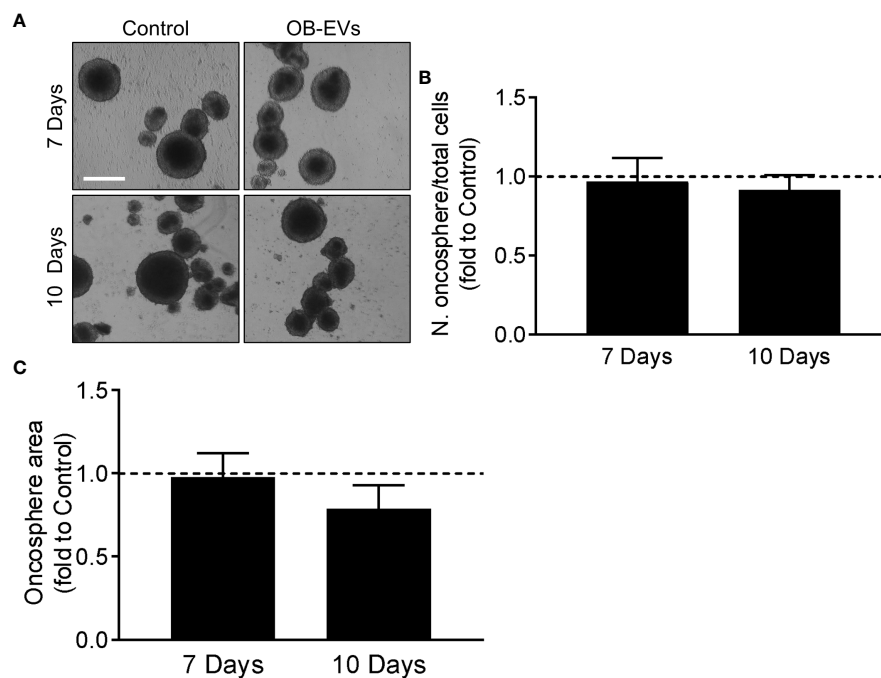 A
Control
OB-EVs
7 Days
10 Days
B
N. oncosphere/total cells
(fold to Control)
1.5
1.0
0.5
0.0
7 Days
10 Days
C
Oncosphere area
(fold to Control)
1.5
1.0
0.5
0.0
7 Days
10 Days